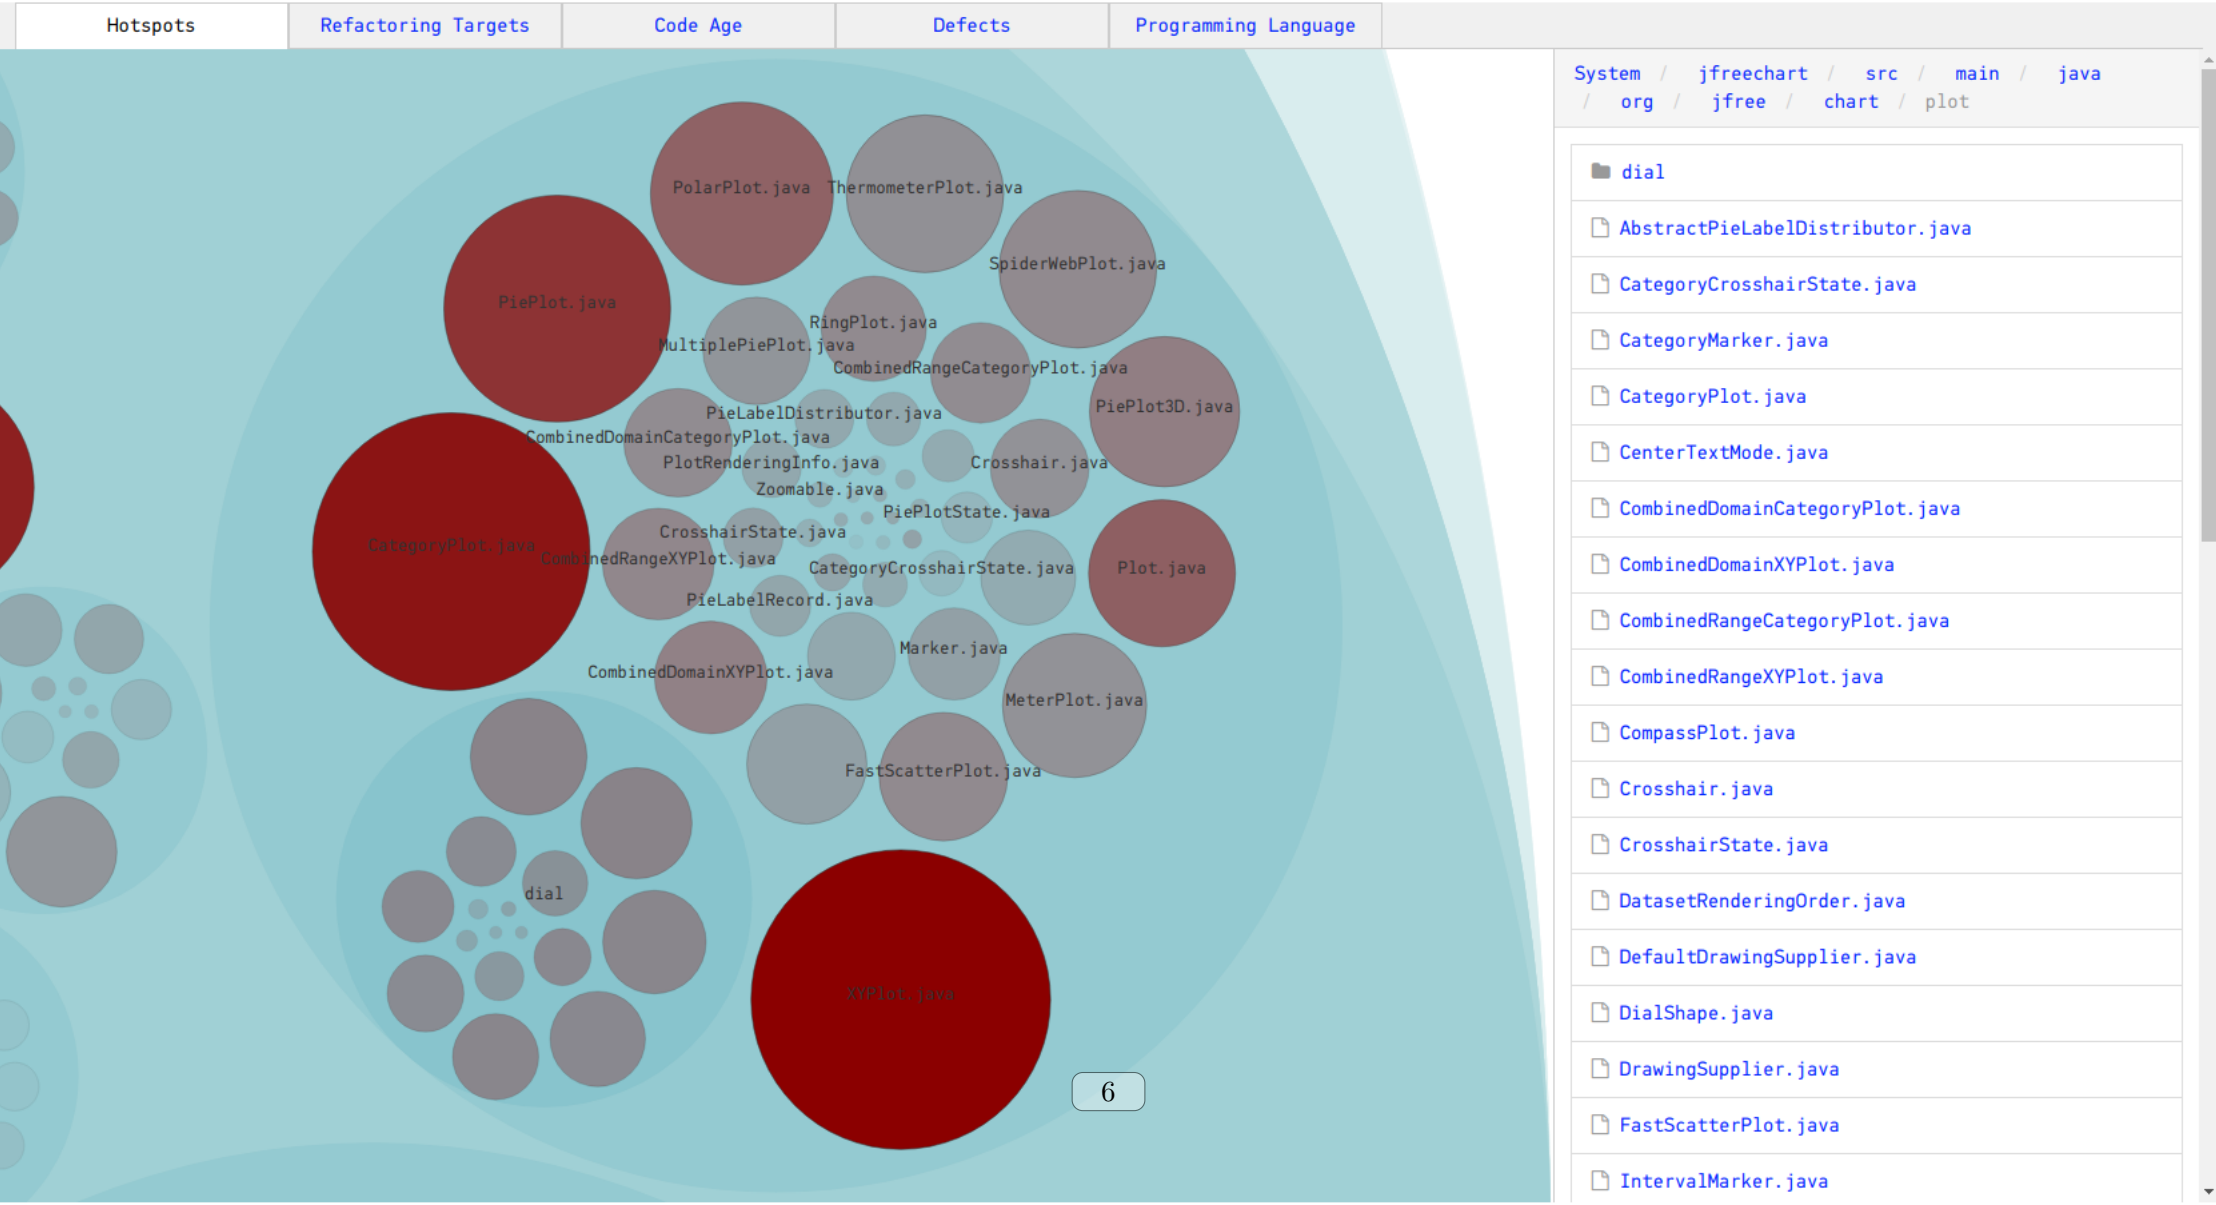 Hotspots
Refactoring Targets
Code Age
Defects
Programming Language
System / jfreechart / src / main / java
/ org / jfree / chart / plot
dial
AbstractPieLabelDistributor.java
CategoryCrosshairState.java
CategoryMarker.java
CategoryPlot.java
CenterTextMode.java
CombinedDomainCategoryPlot.java
CombinedDomainXYPlot.java
CombinedRangeCategoryPlot.java
CombinedRangeXYPlot.java
CompassPlot.java
Crosshair.java
CrosshairState.java
DatasetRenderingOrder.java
DefaultDrawingSupplier.java
DialShape.java
DrawingSupplier.java
FastScatterPlot.java
IntervalMarker.java
PolarPlot.java
ThermometerPlot.java
SpiderWebPlot.java
PiePlot.java
RingPlot.java
MultiplePiePlot.java
CombinedRangeCategoryPlot.java
PiePlot3D.java
PieLabelDistributor.java
CombinedDomainCategoryPlot.java
PlotRenderingInfo.java
Crosshair.java
Zoomable.java
PiePlotState.java
CrosshairState.java
CategoryPlot.java
CombinedRangeXYPlot.java
CategoryCrosshairState.java
Plot.java
PieLabelRecord.java
Marker.java
CombinedDomainXYPlot.java
MeterPlot.java
FastScatterPlot.java
dial
XYPlot.java
6